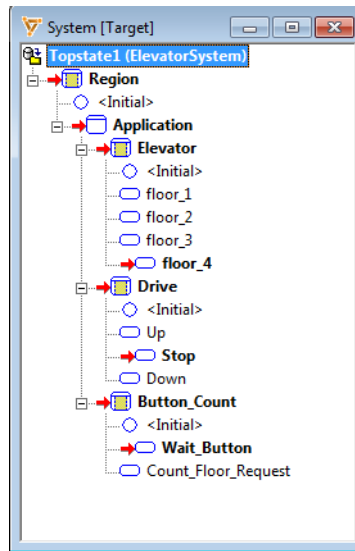 System [Target]
Topstate1 (ElevatorSystem)
Region
<Initial>
Application
Elevator
<Initial>
floor_1
floor_2
floor_3
floor_4
Drive
<Initial>
Up
Stop
Down
Button_Count
<Initial>
Wait_Button
Count_Floor_Request